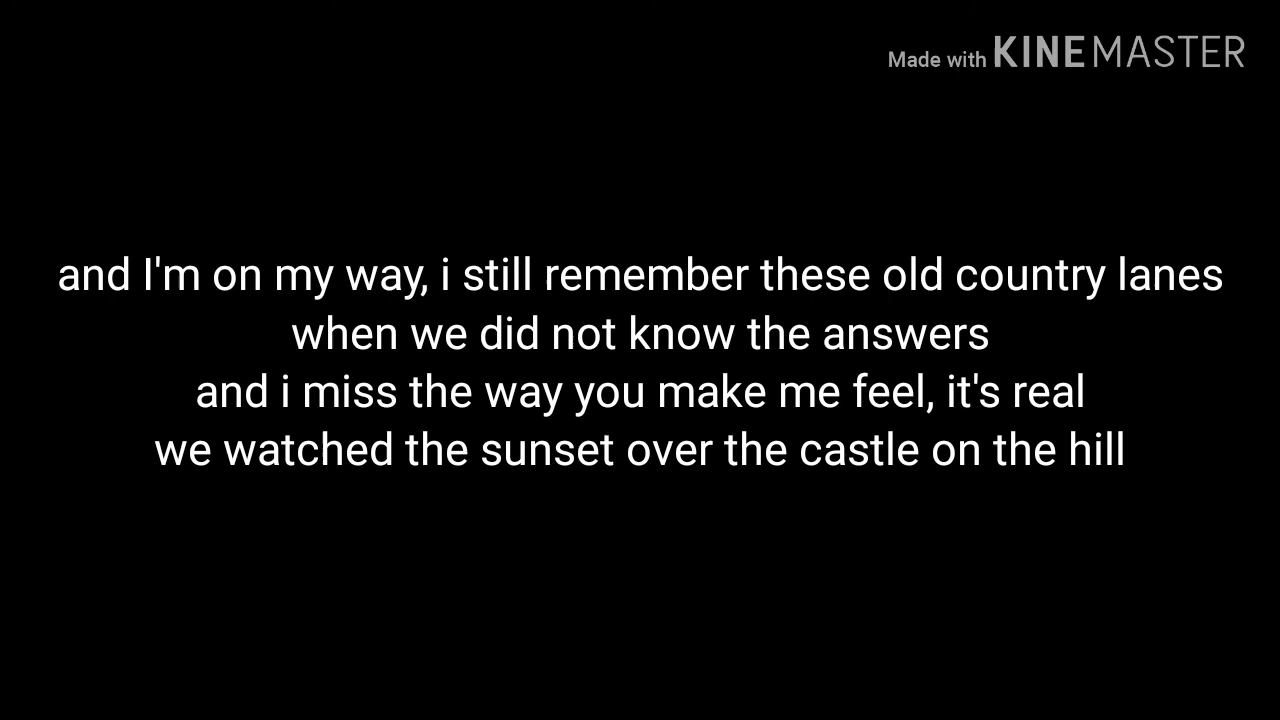 Made with KINEMASTER
and I'm on my way, i still remember these old country lanes
when we did not know the answers
and i miss the way you make me feel, it's real
we watched the sunset over the castle on the hill